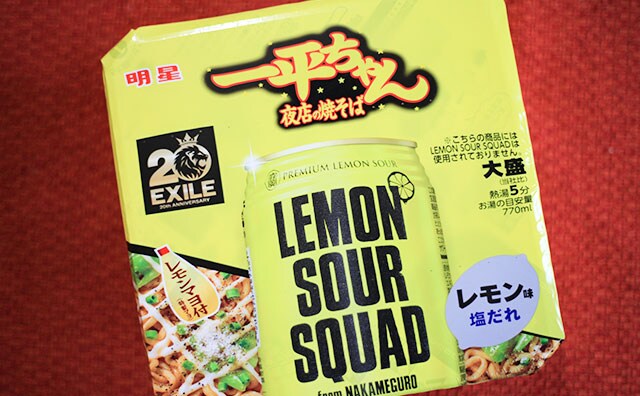 明星
一平ちゃん
夜店の焼そば
※こちらの商品には
LEMON SOUR SQUADは
使用されておりません。
大盛
(当社比)
熱湯5分
お湯の目安量
770ml
20
EXILE
20th ANNIVERSARY
PREMIUM LEMON SOUR
LEMON
SOUR
SQUAD
from NAKAMEGURO
レモンマヨ付
レモン味
塩だれ